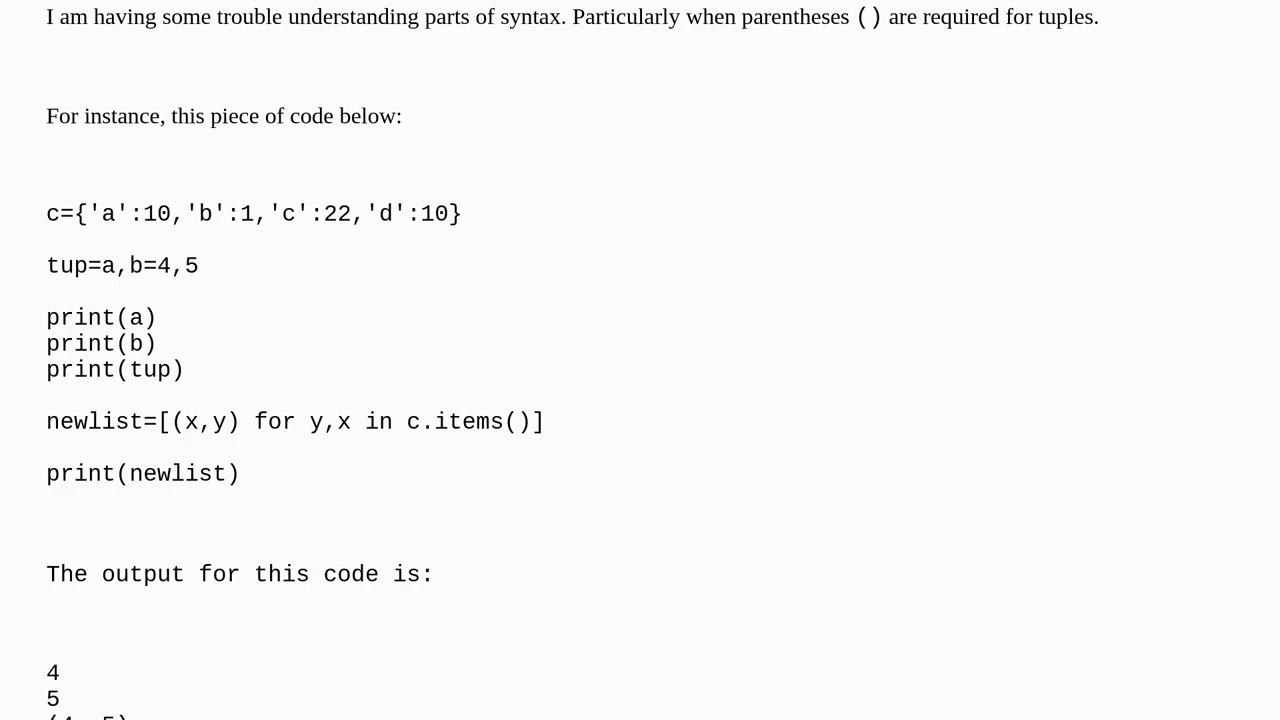 I am having some trouble understanding parts of syntax. Particularly when parentheses () are required for tuples.
For instance, this piece of code below:
c={'a':10,'b':1,'c':22,'d':10}
tup=a,b=4,5
print(a)
print(b)
print(tup)
newlist=[(x,y) for y,x in c.items()]
print(newlist)
The output for this code is:
4
5
(4, 5)